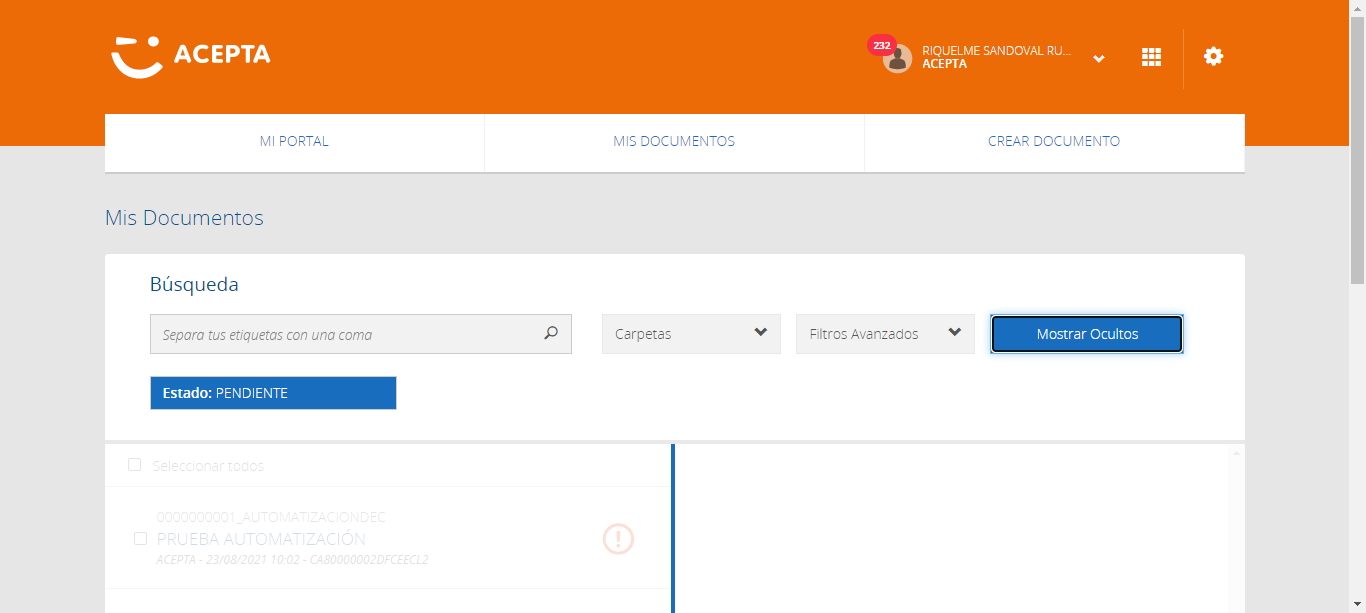 ACEPTA
232
RIQUELME SANDOVAL RU...
ACEPTA
MI PORTAL
MIS DOCUMENTOS
CREAR DOCUMENTO
Mis Documentos
Búsqueda
Separa tus etiquetas con una coma
Carpetas
Filtros Avanzados
Mostrar Ocultos
Estado: PENDIENTE
Seleccionar todos
0000000001_AUTOMATIZACIONDEC
PRUEBA AUTOMATIZACIÓN
ACEPTA - 23/08/2021 10:02 - CA80000002DFCEECL2